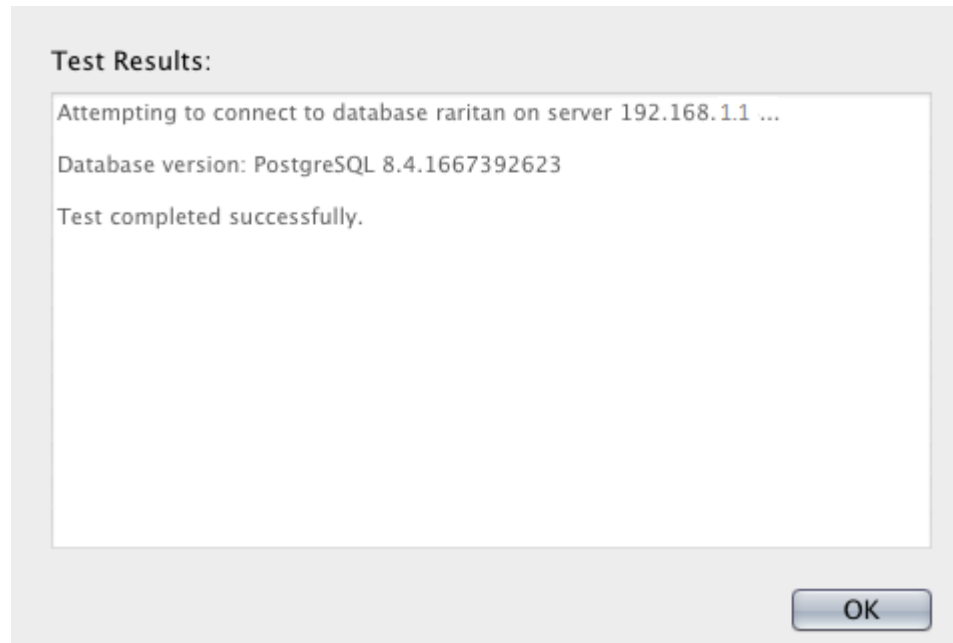 Test Results:
Attempting to connect to database raritan on server 192.168.1.1 ...
Database version: PostgreSQL 8.4.1667392623
Test completed successfully.
OK